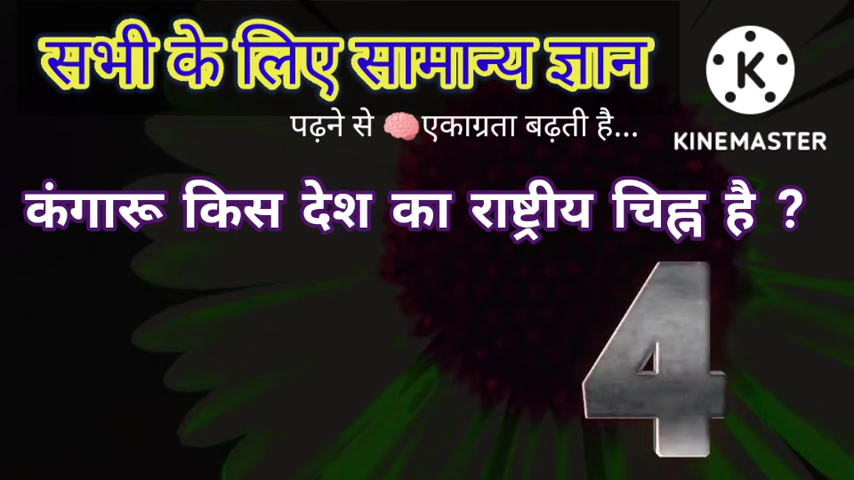 सभी के लिए सामान्य ज्ञान
K
KINEMASTER
पढ़ने से 🧠एकाग्रता बढ़ती है...
कंगारू किस देश का राष्ट्रीय चिह्न है ?
4